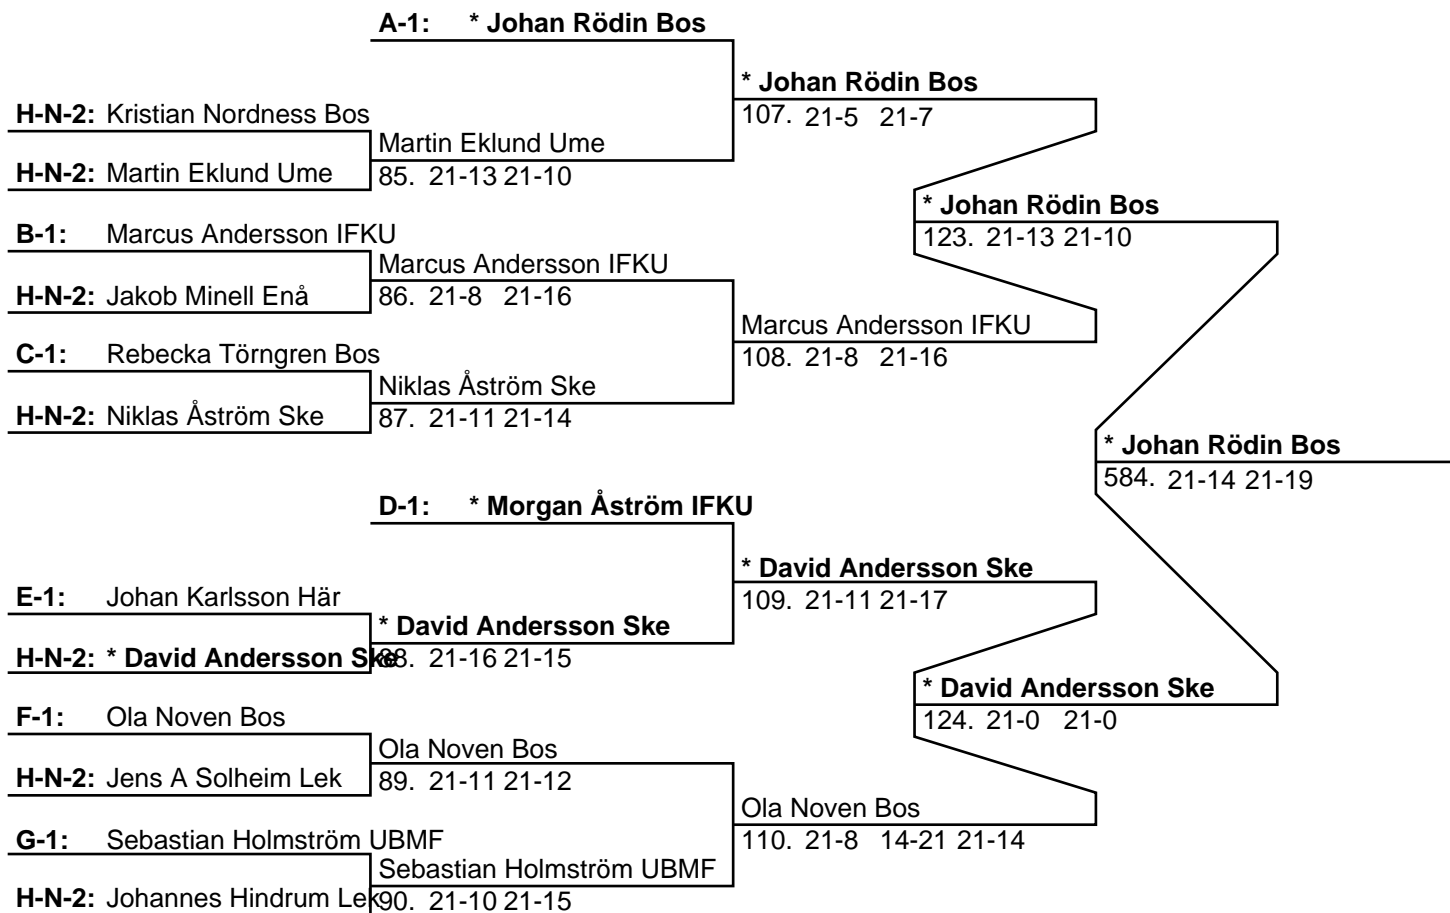 A-1: * Johan Rödin Bos
* Johan Rödin Bos
107. 21-5 21-7
H-N-2: Kristian Nordness Bos
Martin Eklund Ume
H-N-2: Martin Eklund Ume
85. 21-13 21-10
* Johan Rödin Bos
123. 21-13 21-10
B-1: Marcus Andersson IFKU
Marcus Andersson IFKU
H-N-2: Jakob Minell Enå
86. 21-8 21-16
Marcus Andersson IFKU
108. 21-8 21-16
C-1: Rebecka Törngren Bos
Niklas Åström Ske
H-N-2: Niklas Åström Ske
87. 21-11 21-14
* Johan Rödin Bos
584. 21-14 21-19
D-1: * Morgan Åström IFKU
* David Andersson Ske
109. 21-11 21-17
E-1: Johan Karlsson Här
* David Andersson Ske
H-N-2: * David Andersson Ske
88. 21-16 21-15
* David Andersson Ske
124. 21-0 21-0
F-1: Ola Noven Bos
Ola Noven Bos
H-N-2: Jens A Solheim Lek
89. 21-11 21-12
Ola Noven Bos
110. 21-8 14-21 21-14
G-1: Sebastian Holmström UBMF
Sebastian Holmström UBMF
H-N-2: Johannes Hindrum Lek
90. 21-10 21-15